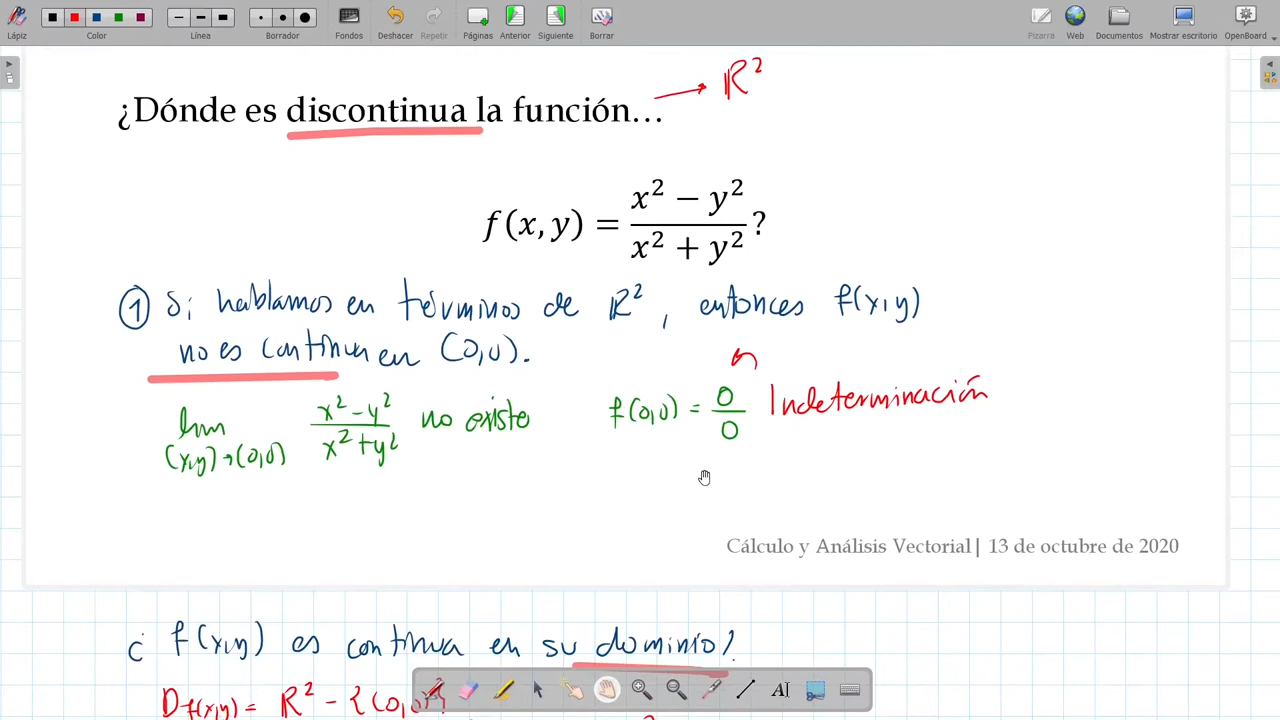 Lápiz Color Línea Borrador Fondos Deshacer Repetir Páginas Anterior Siguiente Borrar Pizarra Web Documentos Mostrar escritorio OpenBoard
¿Dónde es discontinua la función... → ℝ²
f(x, y) = (x² − y²)/(x² + y²)?
① Si hablamos en términos de ℝ², entonces f(x,y)
no es continua en (0,0).
lim (x,y)→(0,0) (x²−y²)/(x²+y²) no existe f(0,0) = 0/0 Indeterminación
Cálculo y Análisis Vectorial| 13 de octubre de 2020
¿ f(x,y) es continua en su dominio?
D f(x,y) = ℝ² − {(0,0)}